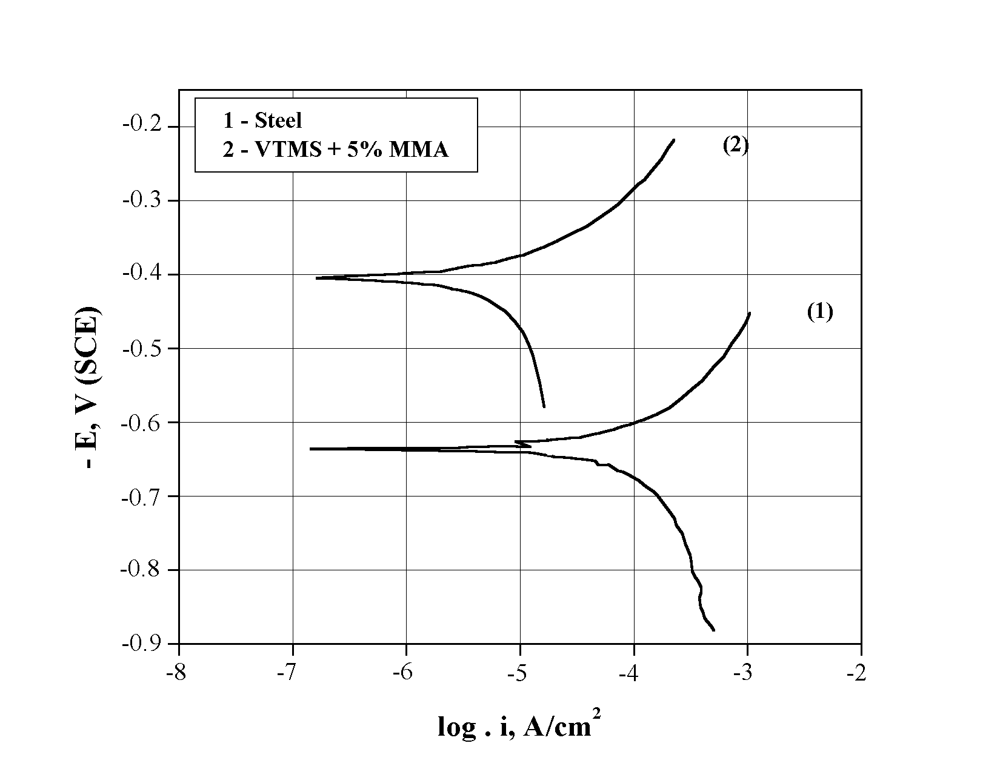 1 - Steel
2 - VTMS + 5% MMA
(2)
(1)
- E, V (SCE)
-0.2
-0.3
-0.4
-0.5
-0.6
-0.7
-0.8
-0.9
-8 -7 -6 -5 -4 -3 -2
log . i, A/cm²